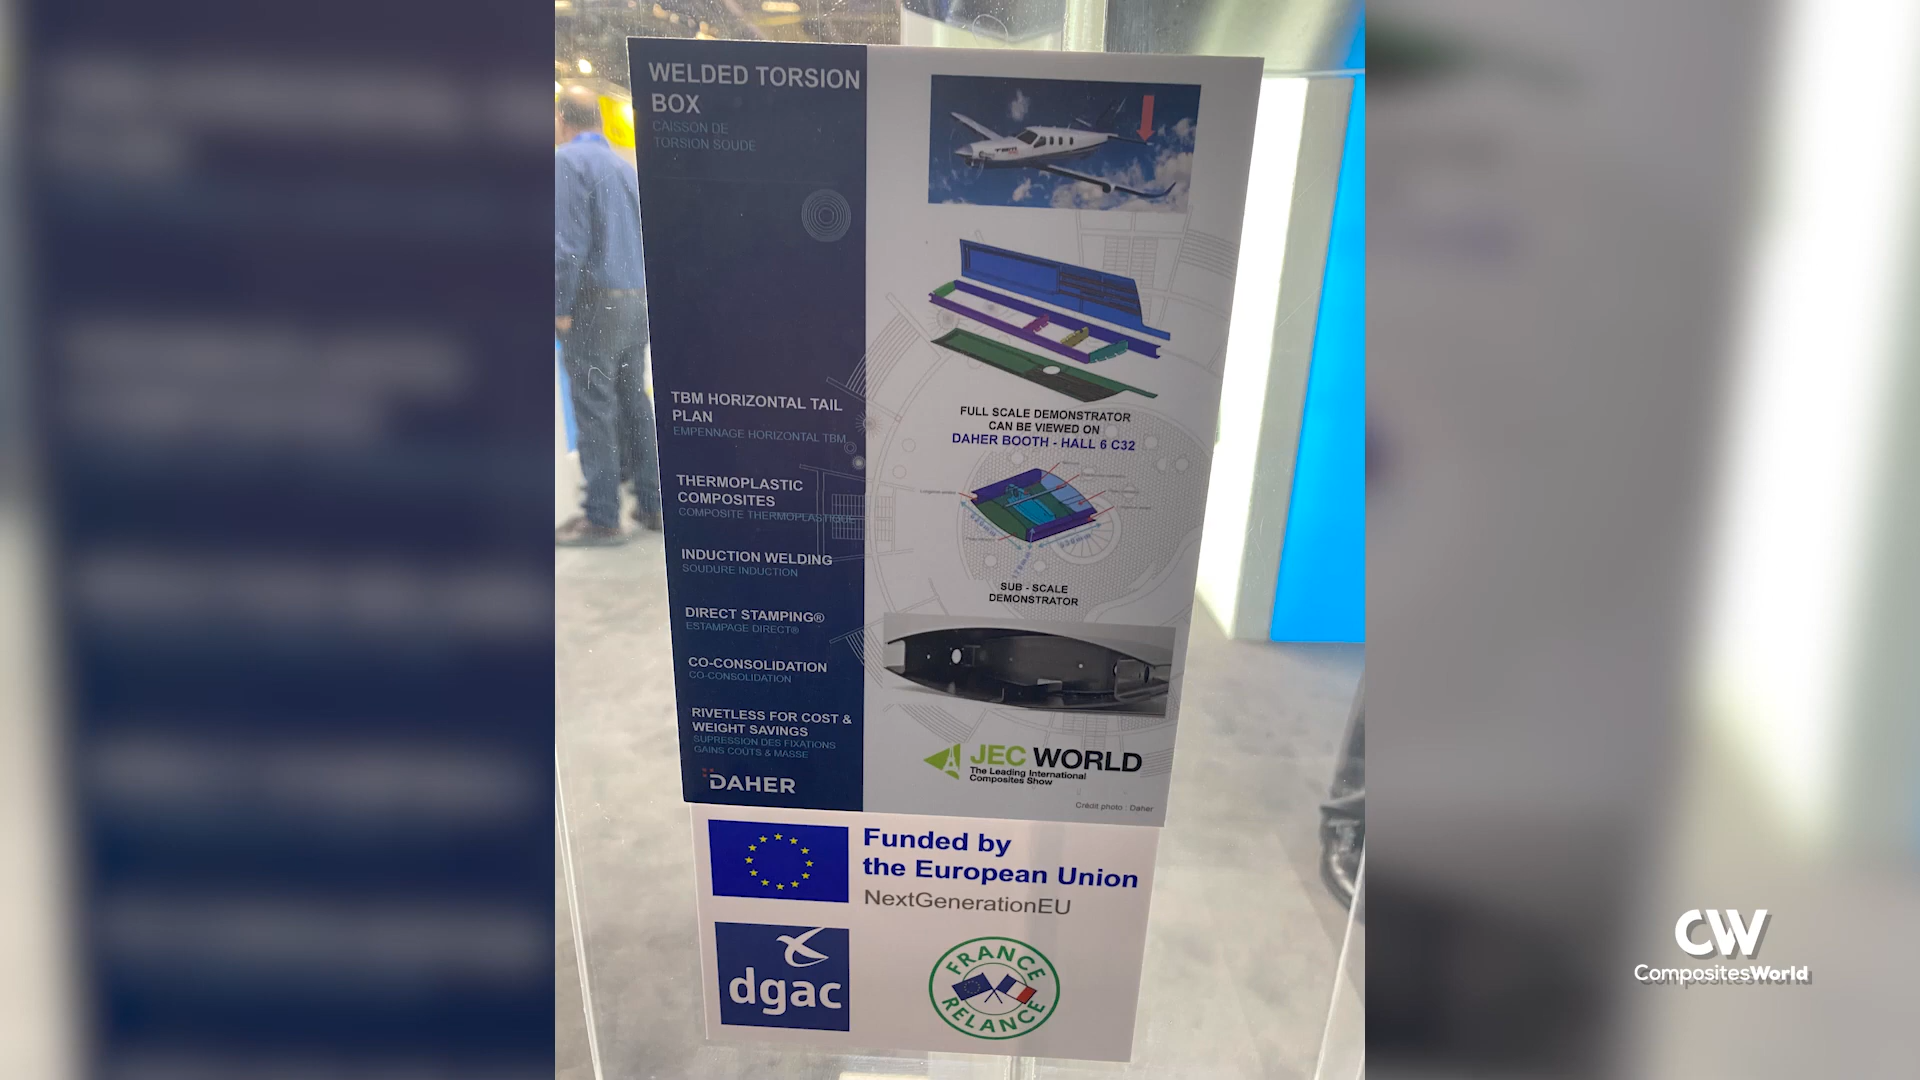 WELDED TORSION
BOX
CAISSON DE
TORSION SOUDE
TBM HORIZONTAL TAIL
PLAN
EMPENNAGE HORIZONTAL TBM
THERMOPLASTIC
COMPOSITES
COMPOSITE THERMOPLASTIQUE
INDUCTION WELDING
SOUDURE INDUCTION
DIRECT STAMPING®
ESTAMPAGE DIRECT®
CO-CONSOLIDATION
CO-CONSOLIDATION
RIVETLESS FOR COST &
WEIGHT SAVINGS
SUPRESSION DES FIXATIONS
GAINS COÛTS & MASSE
DAHER
FULL SCALE DEMONSTRATOR
CAN BE VIEWED ON
DAHER BOOTH - HALL 6 C32
SUB - SCALE
DEMONSTRATOR
JEC WORLD
The Leading International
Composites Show
Crédit photo : Daher
Funded by
the European Union
NextGenerationEU
dgac
FRANCE
RELANCE
CW
CompositesWorld